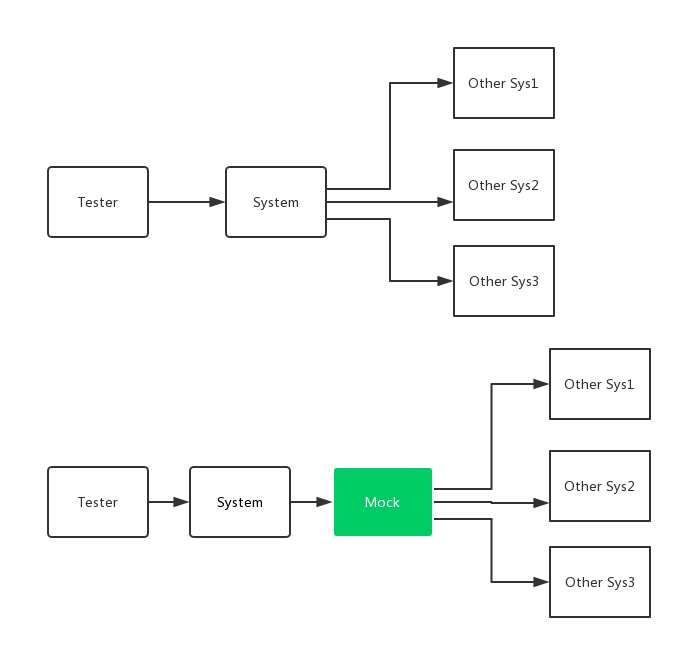 Other Sys1
Tester
System
Other Sys2
Other Sys3
Other Sys1
Tester
System
Mock
Other Sys2
Other Sys3